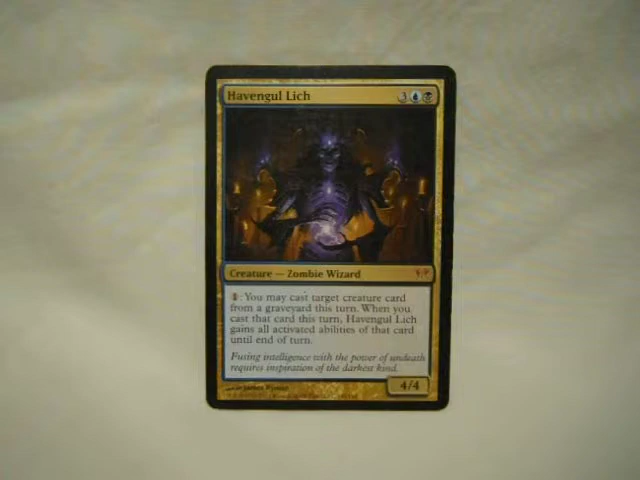 Havengul Lich 3
Creature — Zombie Wizard
1: You may cast target creature card
from a graveyard this turn. When you
cast that card this turn, Havengul Lich
gains all activated abilities of that card
until end of turn.
Fusing intelligence with the power of undeath
requires inspiration of the darkest kind.
4/4